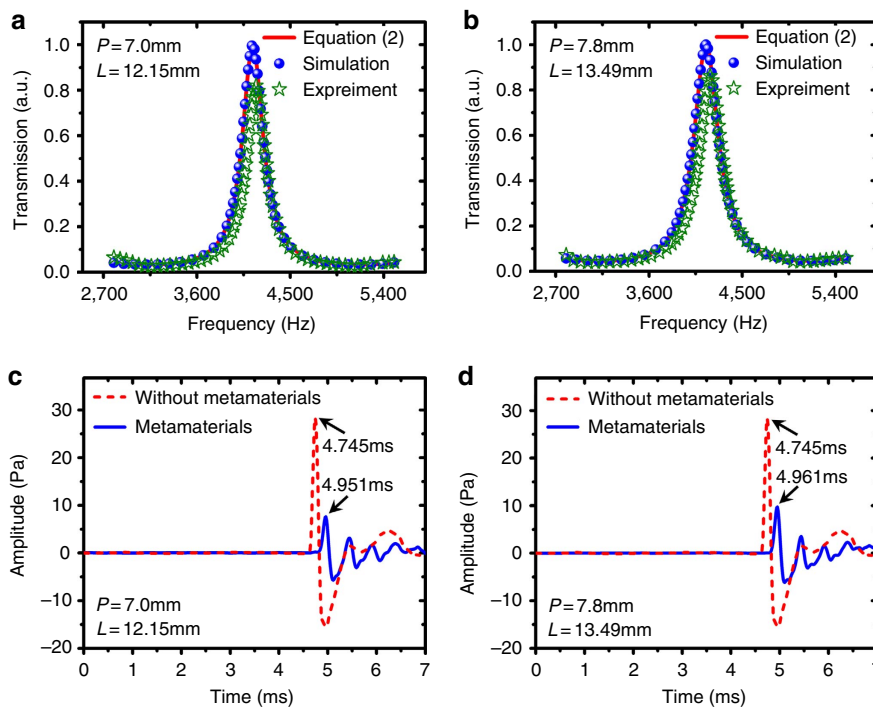 a
P=7.0mm
L=12.15mm
Equation (2)
Simulation
Expreiment
Transmission (a.u.)
1.0
0.8
0.6
0.4
0.2
0.0
2,700 3,600 4,500 5,400
Frequency (Hz)
b
P=7.8mm
L=13.49mm
Equation (2)
Simulation
Expreiment
Transmission (a.u.)
1.0
0.8
0.6
0.4
0.2
0.0
2,700 3,600 4,500 5,400
Frequency (Hz)
c
Without metamaterials
Metamaterials
4.745ms
4.951ms
P=7.0mm
L=12.15mm
Amplitude (Pa)
30
20
10
0
−10
−20
0 1 2 3 4 5 6 7
Time (ms)
d
Without metamaterials
Metamaterials
4.745ms
4.961ms
P=7.8mm
L=13.49mm
Amplitude (Pa)
30
20
10
0
−10
−20
0 1 2 3 4 5 6 7
Time (ms)